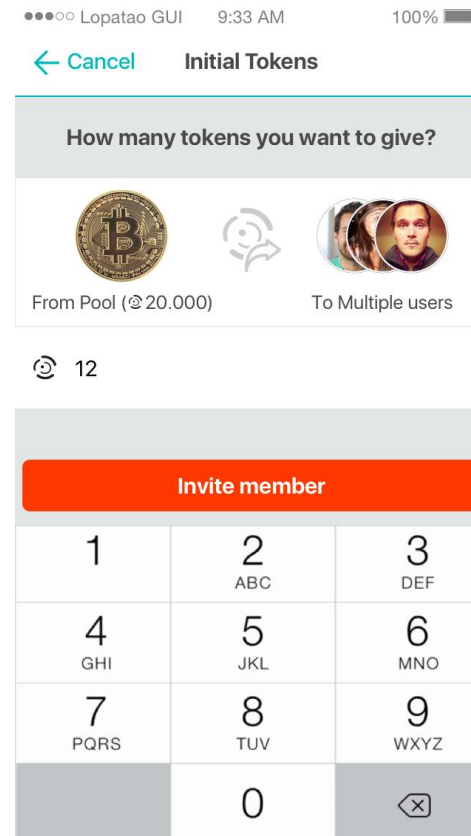 Lopatao GUI 9:33 AM 100%
Cancel Initial Tokens
How many tokens you want to give?
From Pool (20.000) To Multiple users
12
Invite member
1 2 3
ABC DEF
4 5 6
GHI JKL MNO
7 8 9
PQRS TUV WXYZ
0